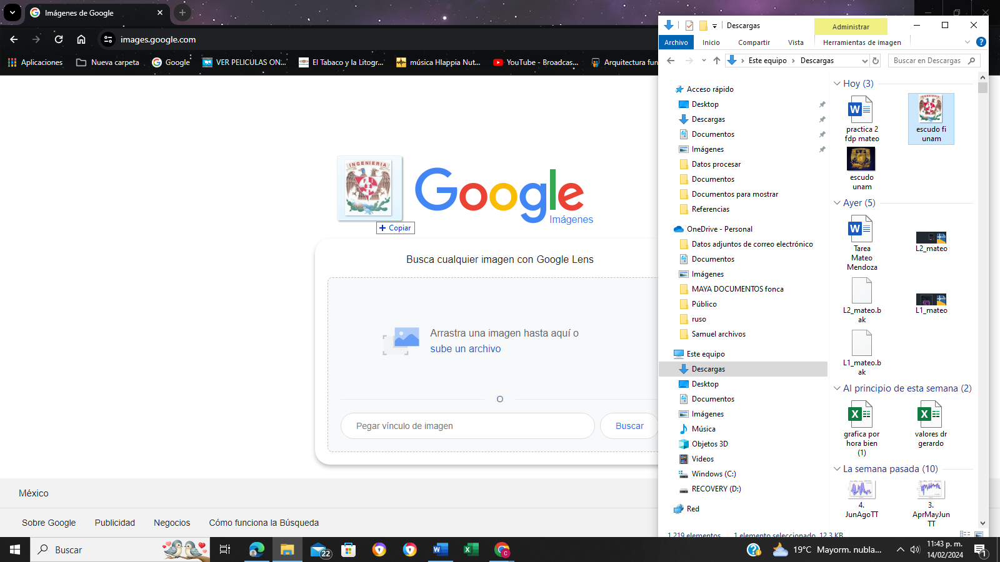 Imágenes de Google
images.google.com
Aplicaciones
Nueva carpeta
Google
VER PELICULAS ON...
El Tabaco y la Litogr...
música Hlappia Nut...
YouTube - Broadcas...
Arquitectura fun
INGENIERIA
Copiar
Google
Imágenes
Busca cualquier imagen con Google Lens
Arrastra una imagen hasta aquí o
sube un archivo
O
Pegar vínculo de imagen
Buscar
México
Sobre Google
Publicidad
Negocios
Cómo funciona la Búsqueda
Descargas
Administrar
Archivo
Inicio
Compartir
Vista
Herramientas de imagen
Este equipo
Descargas
Buscar en Descargas
Acceso rápido
Desktop
Descargas
Documentos
Imágenes
Datos procesar
Documentos
Documentos para mostrar
Referencias
OneDrive - Personal
Datos adjuntos de correo electrónico
Documentos
Imágenes
MAYA DOCUMENTOS fonca
Público
ruso
Samuel archivos
Este equipo
Descargas
Desktop
Documentos
Imágenes
Música
Objetos 3D
Videos
Windows (C:)
RECOVERY (D:)
Red
Hoy (3)
practica 2
fdp mateo
escudo fi
unam
escudo
unam
Ayer (5)
Tarea
Mateo
Mendoza
L2_mateo
L2_mateo.b
ak
L1_mateo
L1_mateo.b
ak
Al principio de esta semana (2)
grafica por
hora bien
(1)
valores dr
gerardo
La semana pasada (10)
4.
JunAgoTT
3.
AprMayJun
TT
1,219 elementos
1 elemento seleccionado 12.3 KB
Buscar
22
19°C Mayorm. nubla...
11:43 p. m.
14/02/2024
1